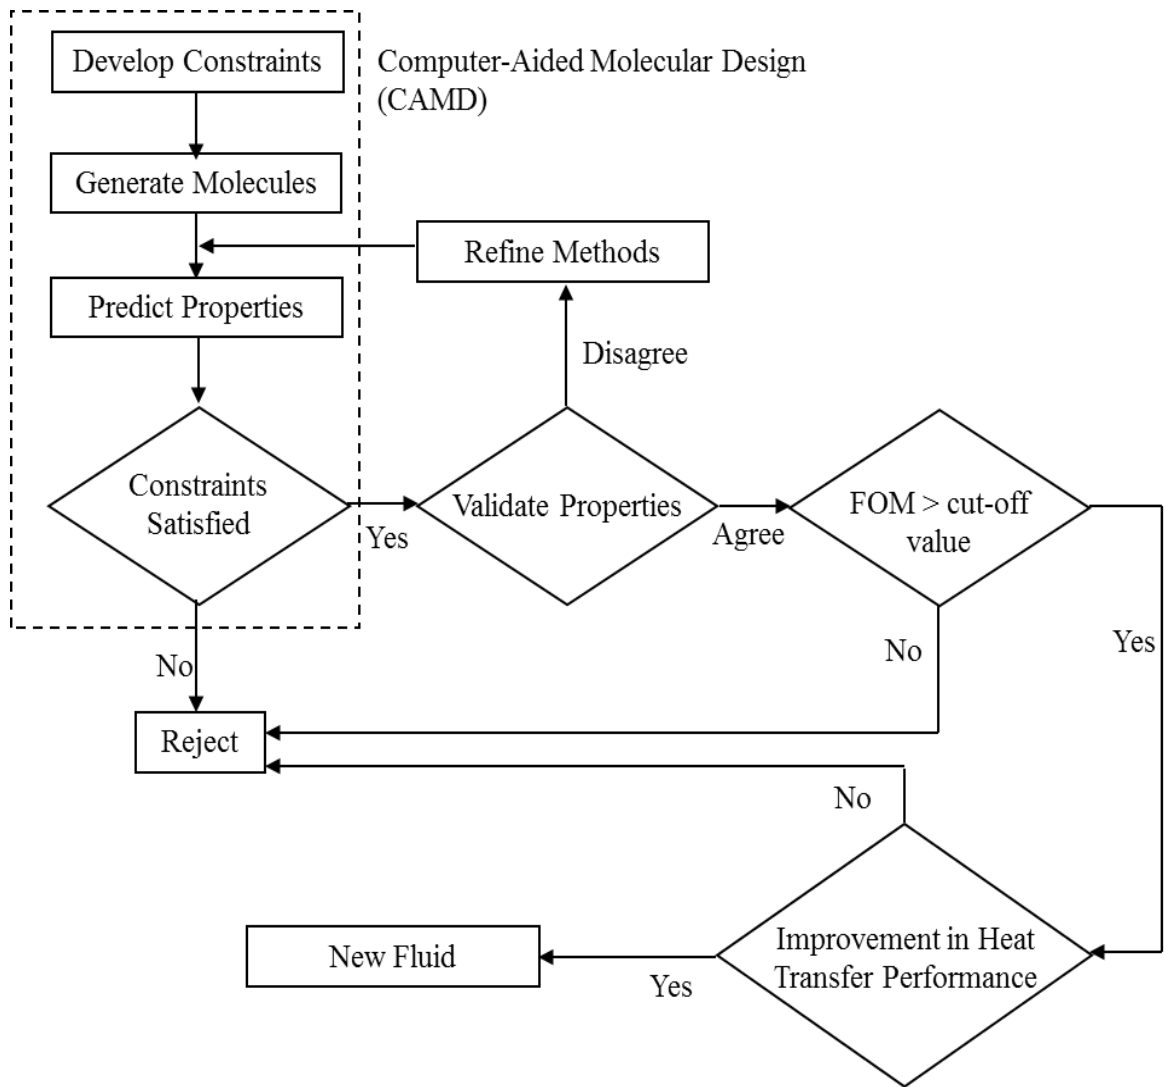 Develop Constraints
Computer-Aided Molecular Design
(CAMD)
Generate Molecules
Refine Methods
Predict Properties
Disagree
Constraints
Satisfied
Yes
Validate Properties
Agree
FOM > cut-off
value
No
No
Yes
Reject
No
Improvement in Heat
Transfer Performance
Yes
New Fluid